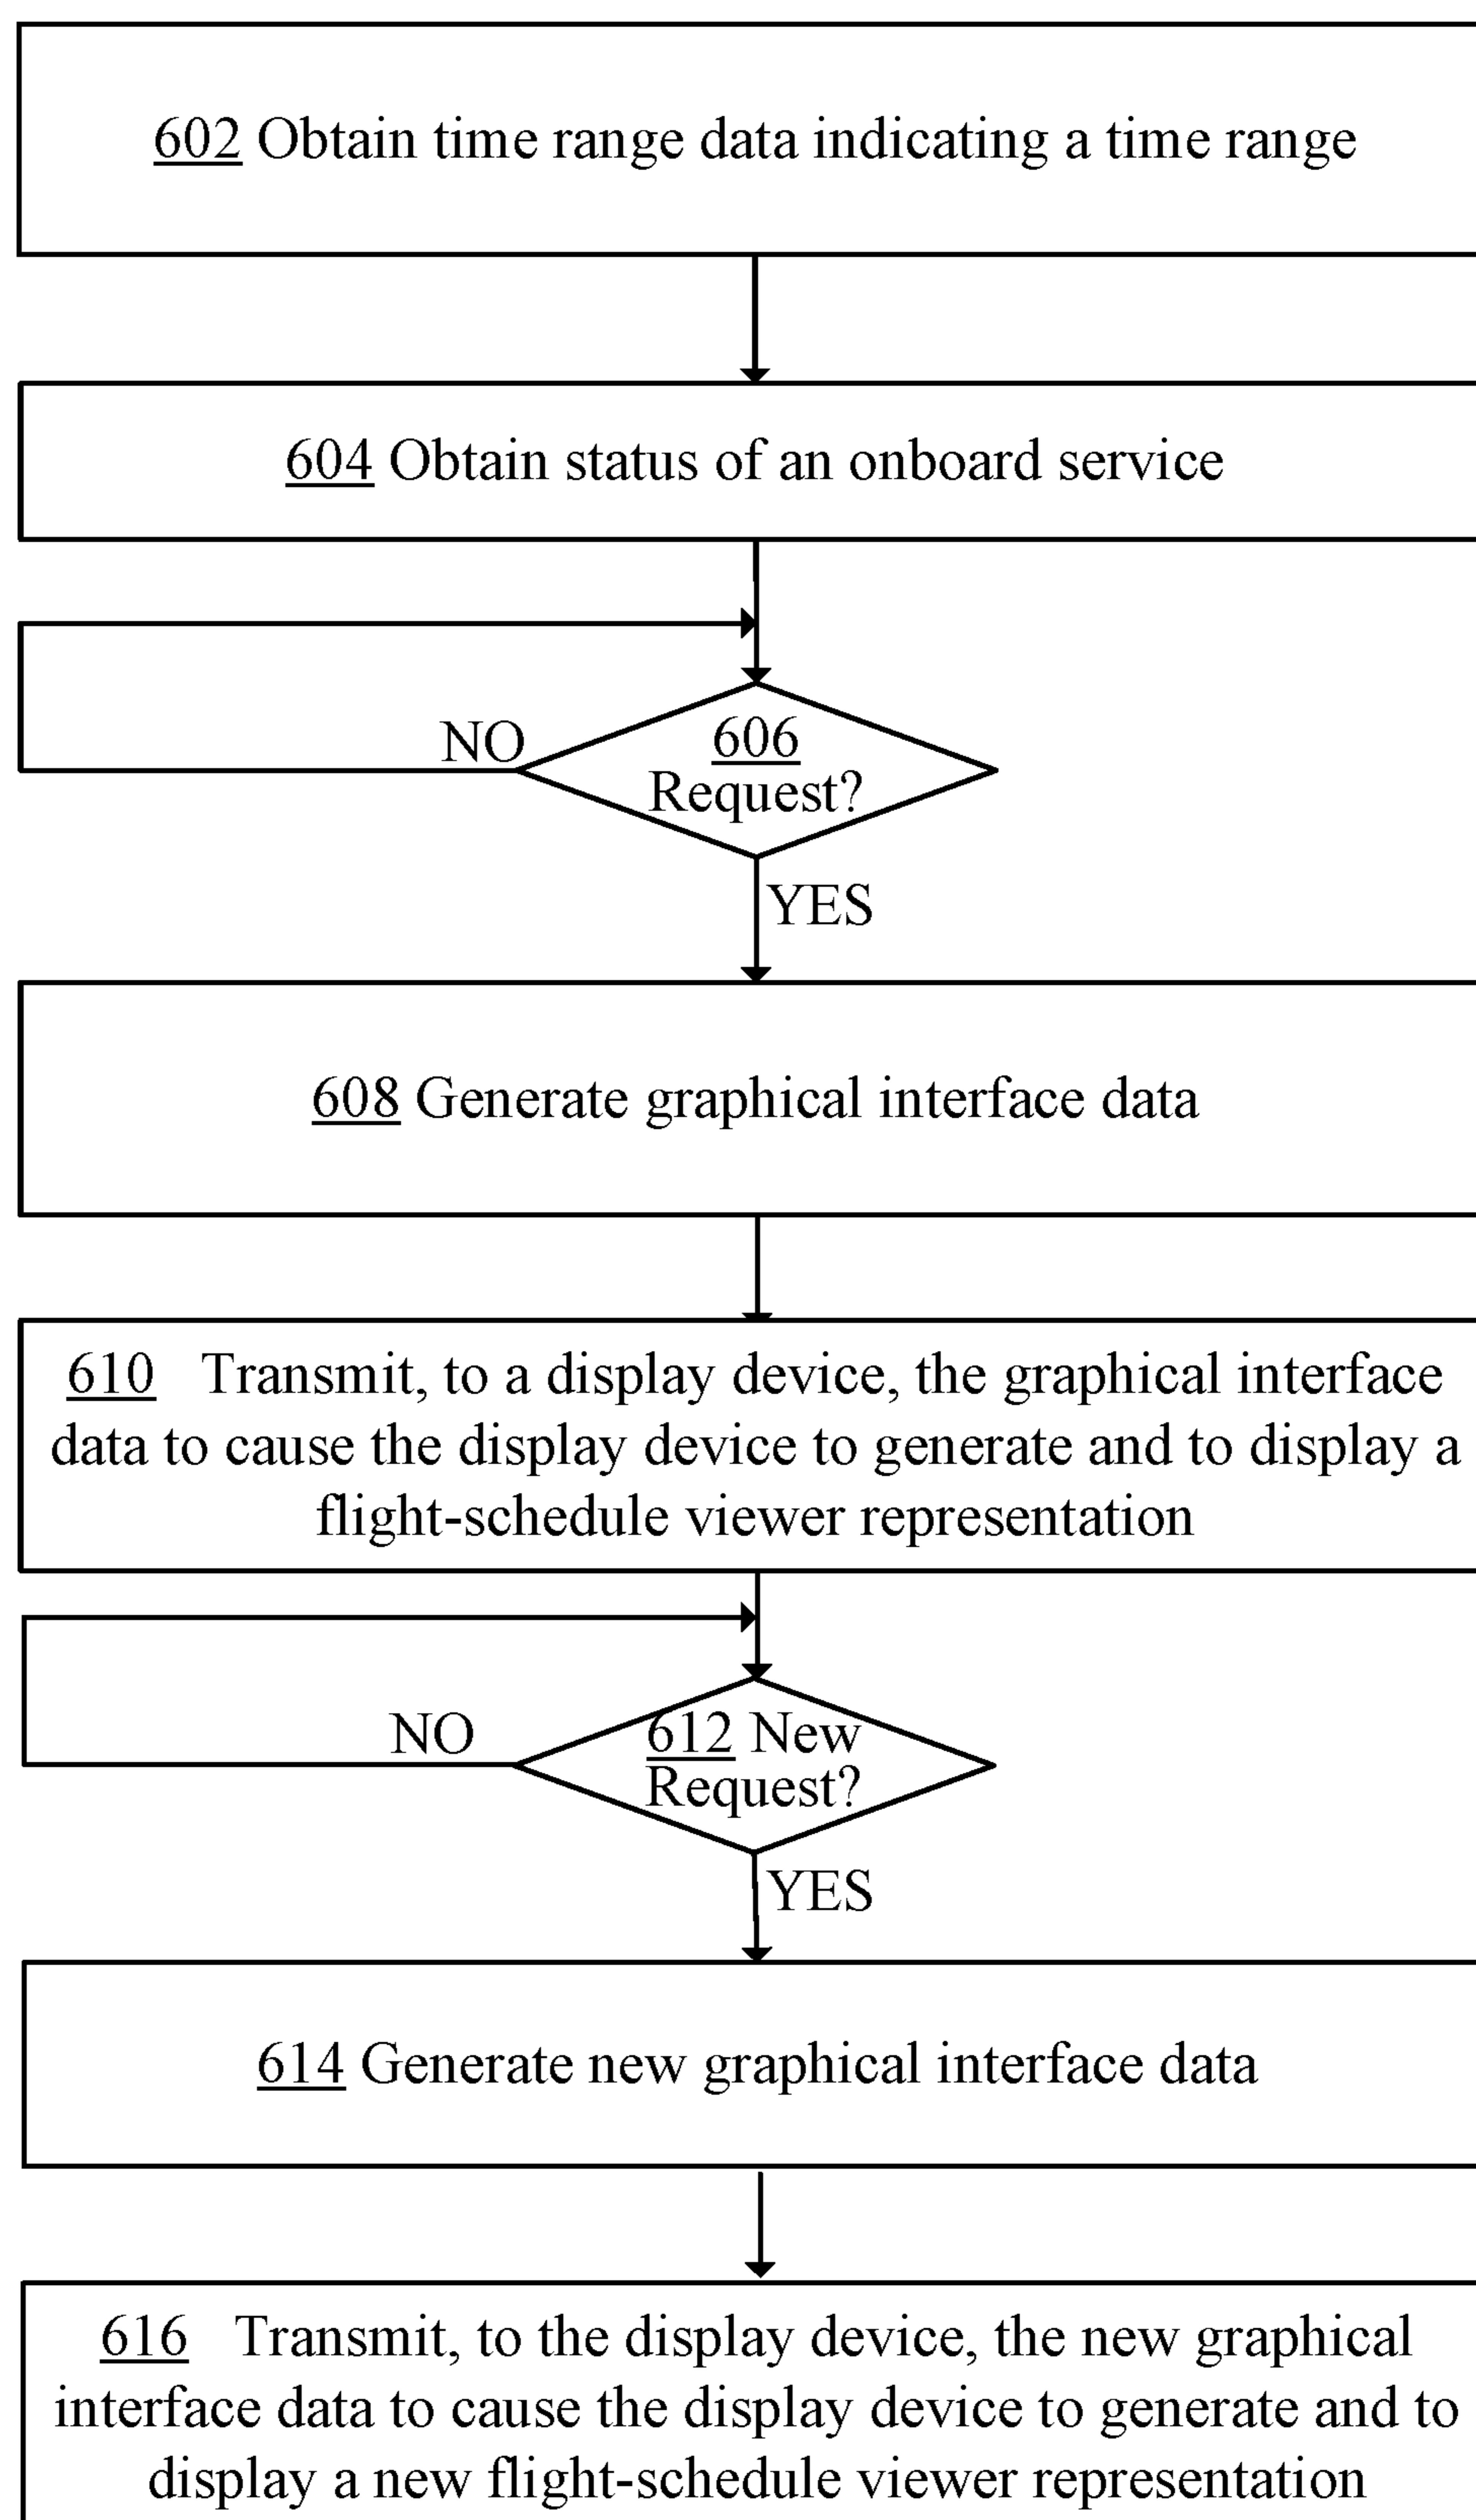 602 Obtain time range data indicating a time range
604 Obtain status of an onboard service
606
Request?
NO
YES
608 Generate graphical interface data
610 Transmit, to a display device, the graphical interface
data to cause the display device to generate and to display a
flight-schedule viewer representation
612 New
Request?
NO
YES
614 Generate new graphical interface data
616 Transmit, to the display device, the new graphical
interface data to cause the display device to generate and to
display a new flight-schedule viewer representation